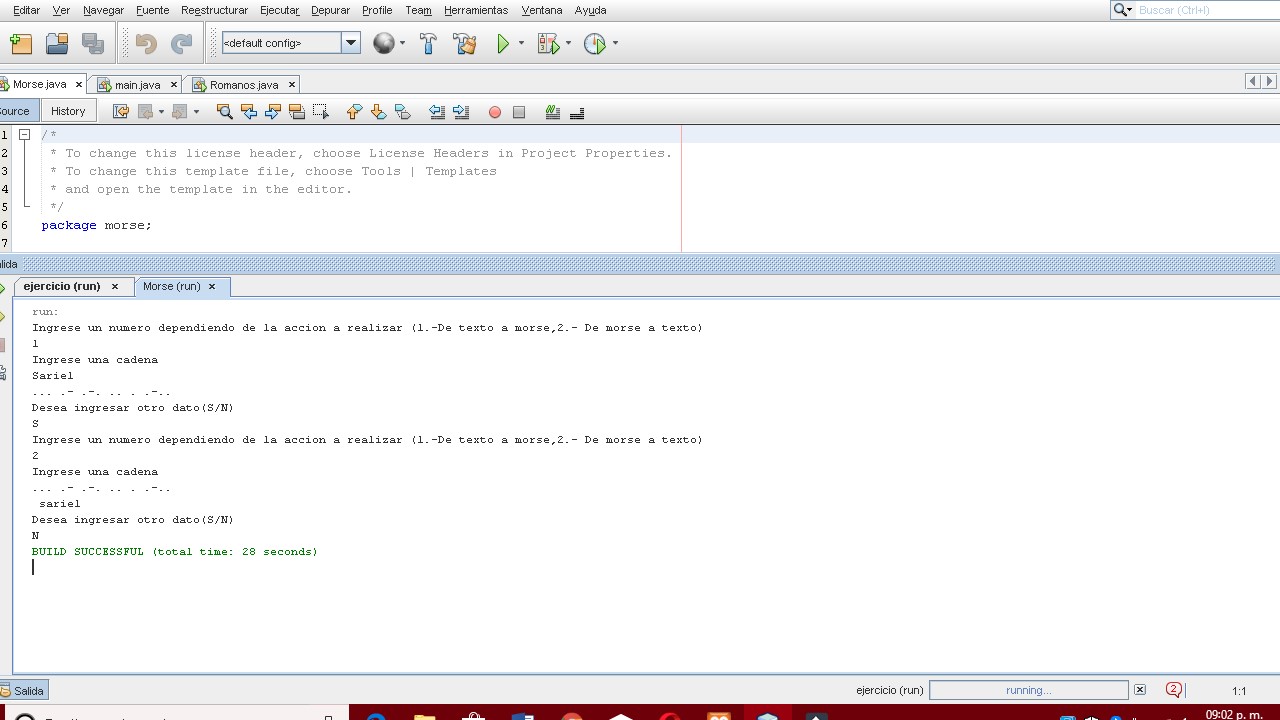 Editar Ver Navegar Fuente Reestructurar Ejecutar Depurar Profile Team Herramientas Ventana Ayuda
Buscar (Ctrl+I)
<default config>
Morse.java main.java Romanos.java
Source History
1 /*
2 * To change this license header, choose License Headers in Project Properties.
3 * To change this template file, choose Tools | Templates
4 * and open the template in the editor.
5 */
6 package morse;
7
lida
ejercicio (run) Morse (run)
run:
Ingrese un numero dependiendo de la accion a realizar (1.-De texto a morse,2.- De morse a texto)
1
Ingrese una cadena
Sariel
... .- .-. .. . .-..
Desea ingresar otro dato(S/N)
S
Ingrese un numero dependiendo de la accion a realizar (1.-De texto a morse,2.- De morse a texto)
2
Ingrese una cadena
... .- .-. .. . .-..
sariel
Desea ingresar otro dato(S/N)
N
BUILD SUCCESSFUL (total time: 28 seconds)
Salida ejercicio (run) running... 2 1:1
09:02 p. m.